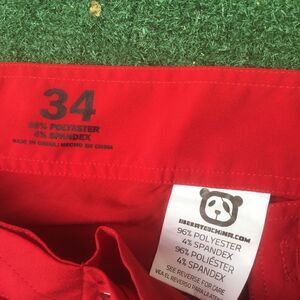 34
96% POLYESTER
4% SPANDEX
MADE IN CHINA / HECHO EN CHINA
96% POLYESTER
4% SPANDEX
96% POLIÉSTER
4% SPANDEX
SEE REVERSE FOR CARE
VEA EL REVERSO PARA